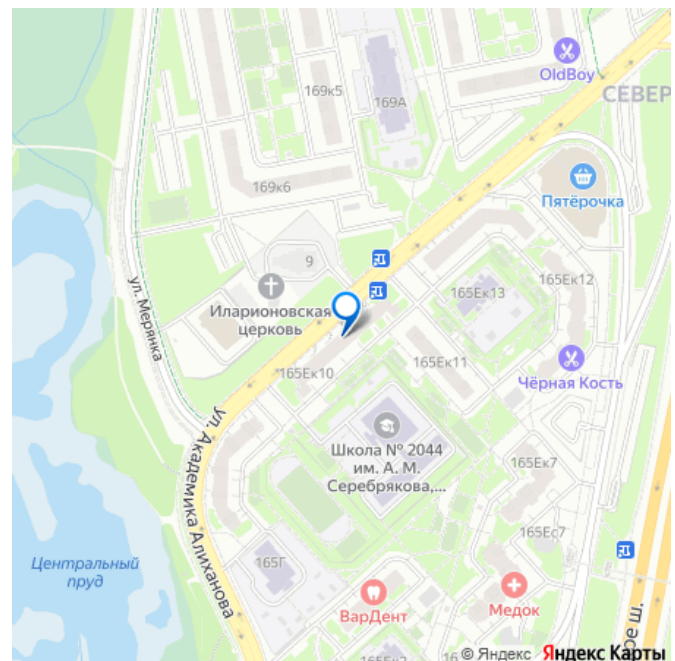 169к5
169А
OldBoy
СЕВЕР
169к6
Пятёрочка
9
ул. Мерянка
Иларионовская
церковь
165Ек13
165Ек12
165Ек10
165Ек11
Чёрная Кость
ул. Академика Алиханова
Школа № 2044
им. А. М.
Серебрякова,...
165Ек7
165Ес7
Центральный
пруд
165Г
ВарДент
Медок
ое ш.
© Яндекс Яндекс Карты